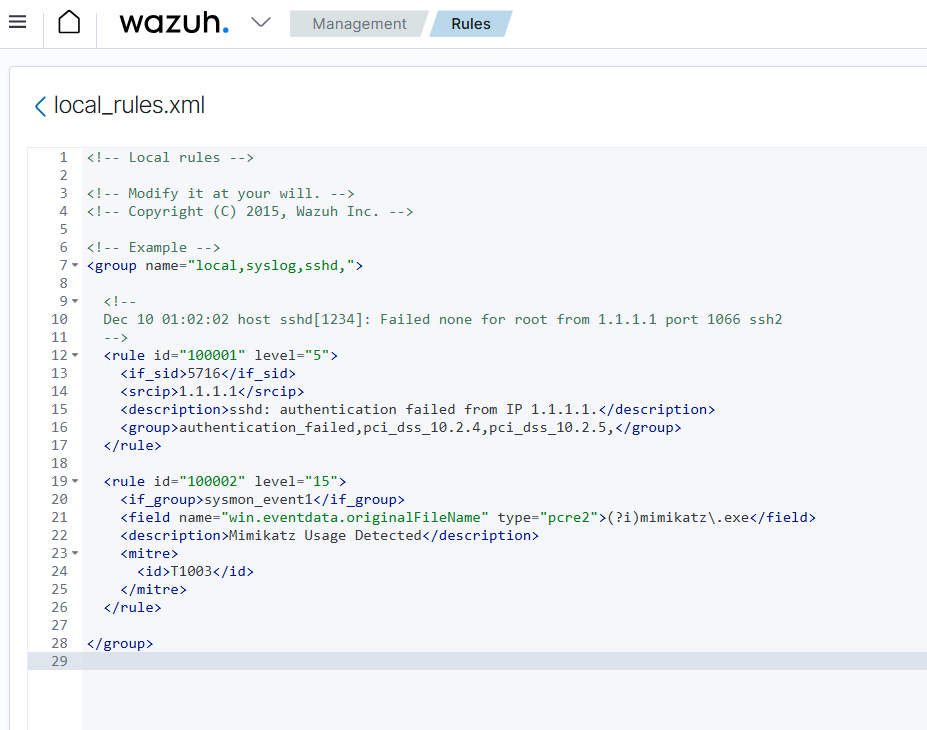 wazuh. Management Rules
local_rules.xml
1 <!-- Local rules -->
2
3 <!-- Modify it at your will. -->
4 <!-- Copyright (C) 2015, Wazuh Inc. -->
5
6 <!-- Example -->
7 <group name="local,syslog,sshd,">
8
9   <!--
10   Dec 10 01:02:02 host sshd[1234]: Failed none for root from 1.1.1.1 port 1066 ssh2
11   -->
12   <rule id="100001" level="5">
13     <if_sid>5716</if_sid>
14     <srcip>1.1.1.1</srcip>
15     <description>sshd: authentication failed from IP 1.1.1.1.</description>
16     <group>authentication_failed,pci_dss_10.2.4,pci_dss_10.2.5,</group>
17   </rule>
18
19   <rule id="100002" level="15">
20     <if_group>sysmon_event1</if_group>
21     <field name="win.eventdata.originalFileName" type="pcre2">(?i)mimikatz\.exe</field>
22     <description>Mimikatz Usage Detected</description>
23     <mitre>
24       <id>T1003</id>
25     </mitre>
26   </rule>
27
28 </group>
29